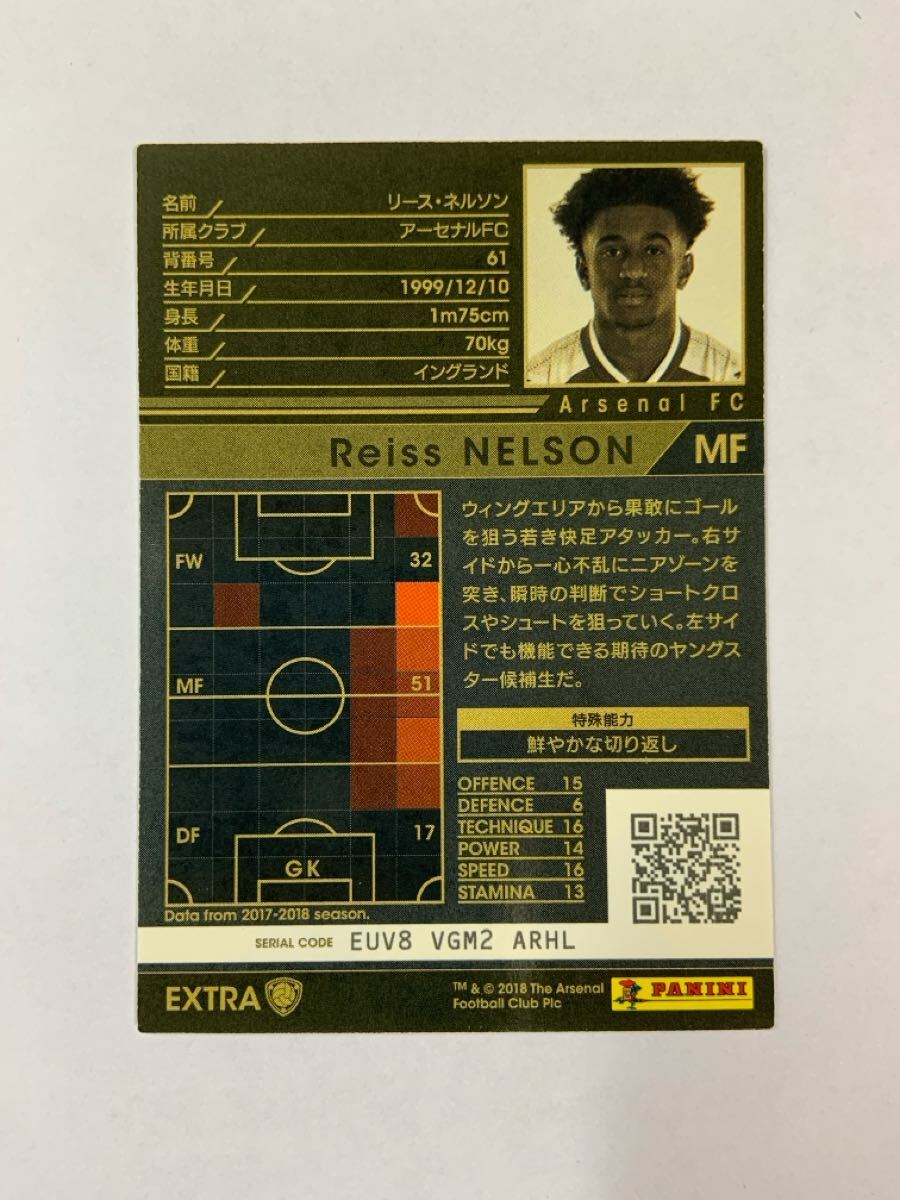 名前 リース・ネルソン
所属クラブ アーセナルFC
背番号 61
生年月日 1999/12/10
身長 1m75cm
体重 70kg
国籍 イングランド
Arsenal FC
Reiss NELSON MF
FW 32
MF 51
DF 17
GK
Data from 2017-2018 season.
ウィングエリアから果敢にゴール
を狙う若き快足アタッカー。右サ
イドから一心不乱にニアゾーンを
突き、瞬時の判断でショートクロ
スやシュートを狙っていく。左サイ
ドでも機能できる期待のヤングス
ター候補生だ。
特殊能力
鮮やかな切り返し
OFFENCE 15
DEFENCE 6
TECHNIQUE 16
POWER 14
SPEED 16
STAMINA 13
SERIAL CODE EUV8 VGM2 ARHL
EXTRA
TM & © 2018 The Arsenal
Football Club Plc
PANINI